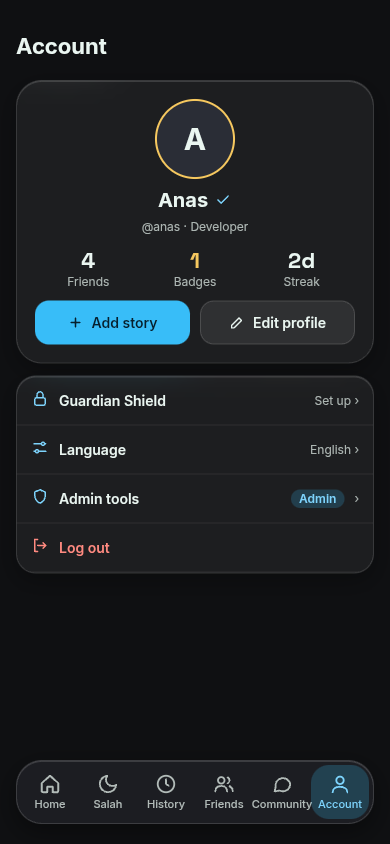 Account
A
Anas
@anas · Developer
4 1 2d
Friends Badges Streak
+ Add story Edit profile
Guardian Shield Set up ›
Language English ›
Admin tools Admin ›
Log out
Home Salah History Friends Community Account